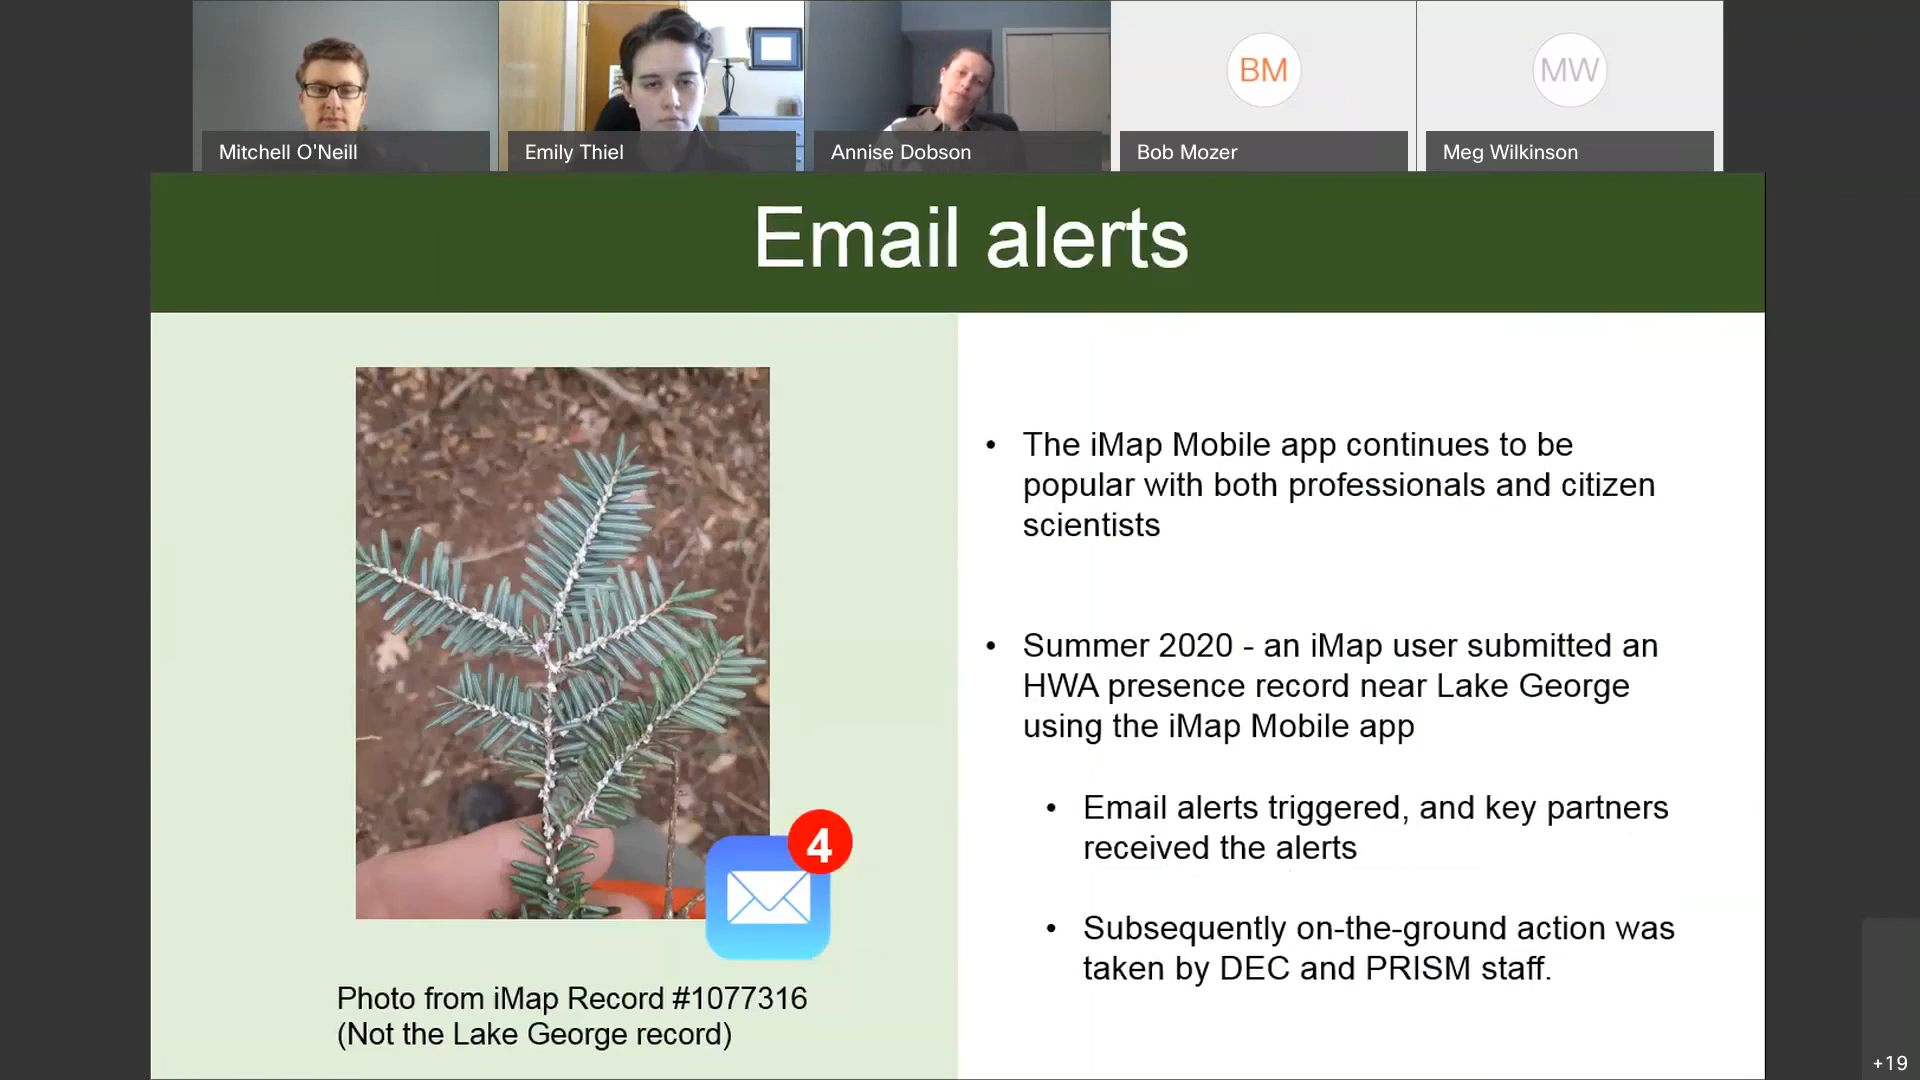 BM
MW
Mitchell O'Neill
Emily Thiel
Annise Dobson
Bob Mozer
Meg Wilkinson
Email alerts
4
Photo from iMap Record #1077316
(Not the Lake George record)
• The iMap Mobile app continues to be
popular with both professionals and citizen
scientists
• Summer 2020 - an iMap user submitted an
HWA presence record near Lake George
using the iMap Mobile app
• Email alerts triggered, and key partners
received the alerts
• Subsequently on-the-ground action was
taken by DEC and PRISM staff.
+19